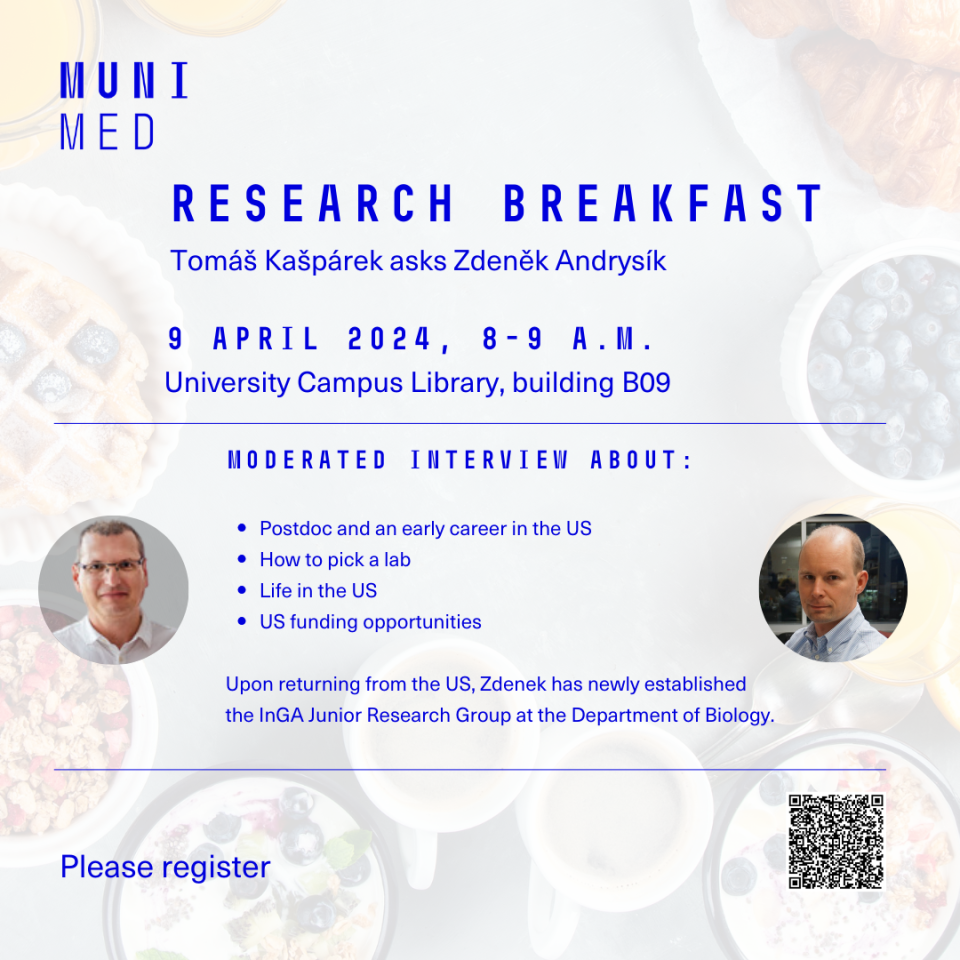 MUNI
MED
RESEARCH BREAKFAST
Tomáš Kašpárek asks Zdeněk Andrysík
9 APRIL 2024, 8-9 A.M.
University Campus Library, building B09
MODERATED INTERVIEW ABOUT:
• Postdoc and an early career in the US
• How to pick a lab
• Life in the US
• US funding opportunities
Upon returning from the US, Zdenek has newly established
the InGA Junior Research Group at the Department of Biology.
Please register